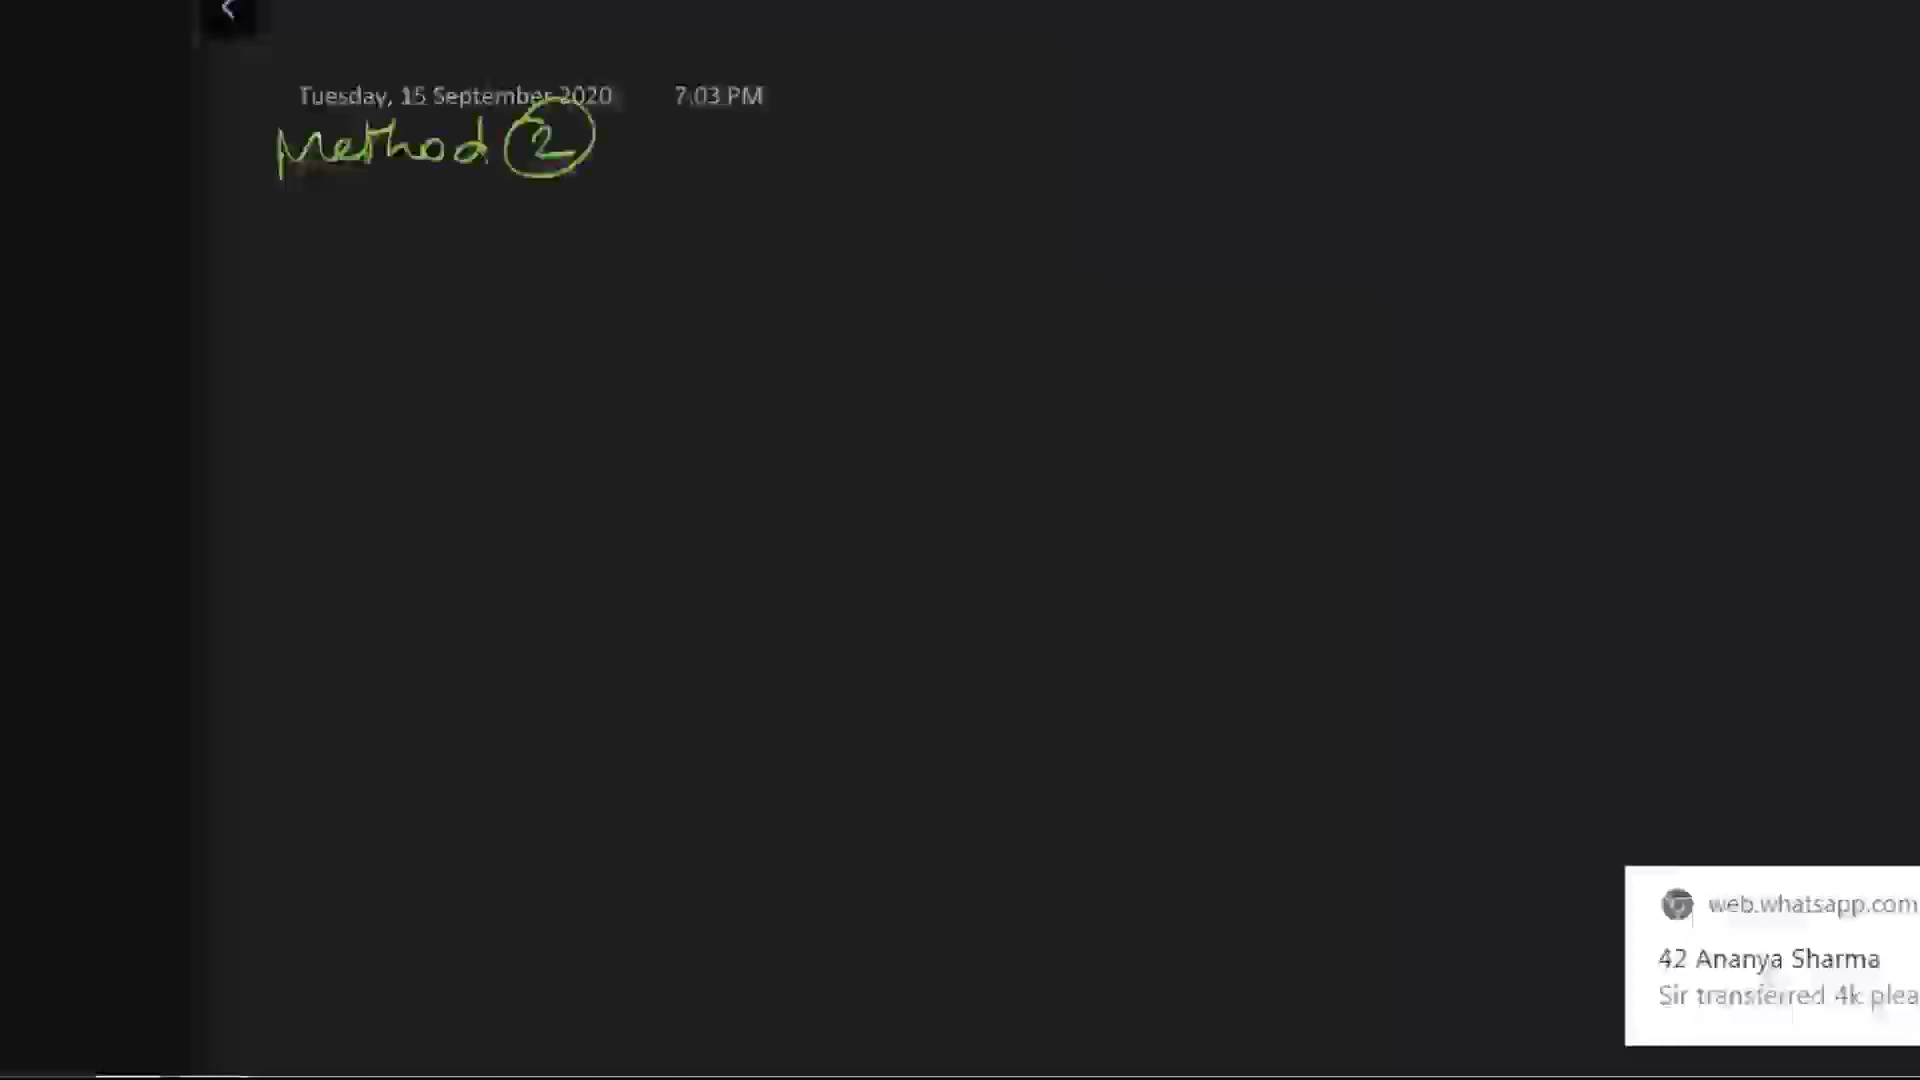 Tuesday, 15 September 2020 7:03 PM
Method 2
web.whatsapp.com
42 Ananya Sharma
Sir transferred 4k plea